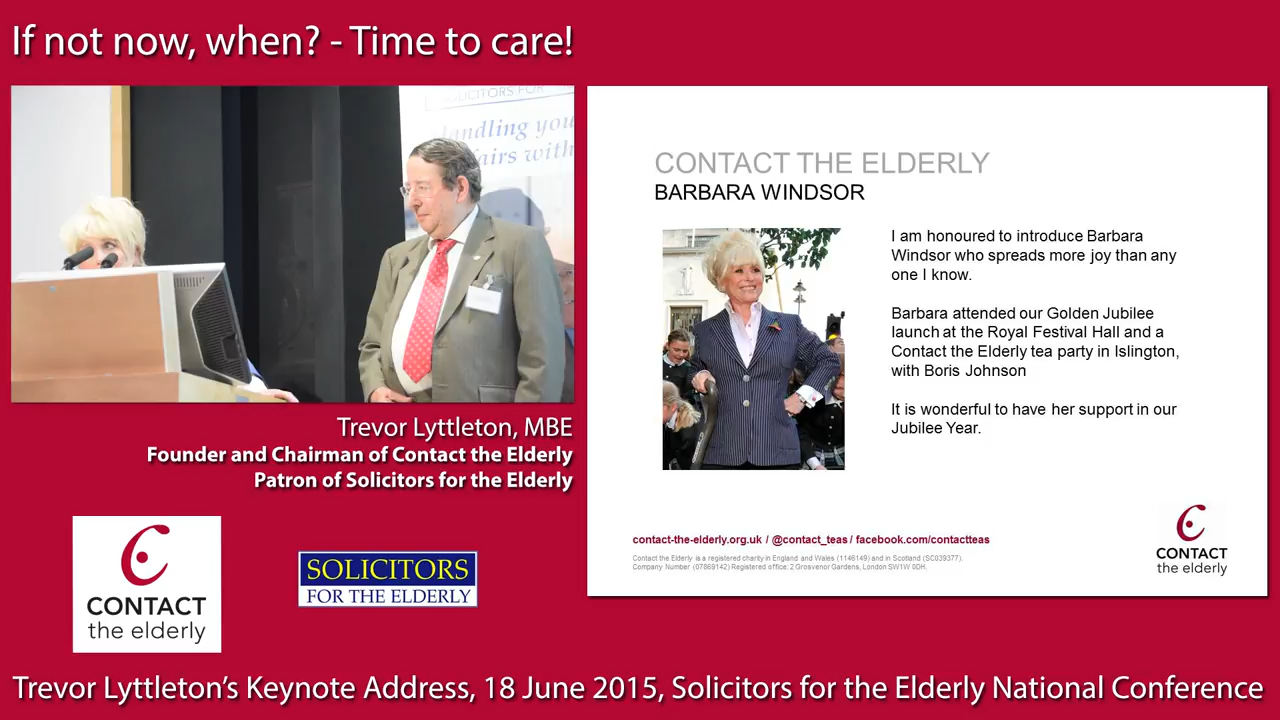 If not now, when? - Time to care!
SOLICITORS FOR
Handling you
fairs with
Trevor Lyttleton, MBE
Founder and Chairman of Contact the Elderly
Patron of Solicitors for the Elderly
CONTACT
the elderly
SOLICITORS
FOR THE ELDERLY
CONTACT THE ELDERLY
BARBARA WINDSOR
I am honoured to introduce Barbara
Windsor who spreads more joy than any
one I know.
Barbara attended our Golden Jubilee
launch at the Royal Festival Hall and a
Contact the Elderly tea party in Islington,
with Boris Johnson
It is wonderful to have her support in our
Jubilee Year.
contact-the-elderly.org.uk / @contact_teas / facebook.com/contactteas
Contact the Elderly is a registered charity in England and Wales (1146149) and in Scotland (SC039377).
Company Number (07869142) Registered office: 2 Grosvenor Gardens, London SW1W 0DH.
CONTACT
the elderly
Trevor Lyttleton's Keynote Address, 18 June 2015, Solicitors for the Elderly National Conference